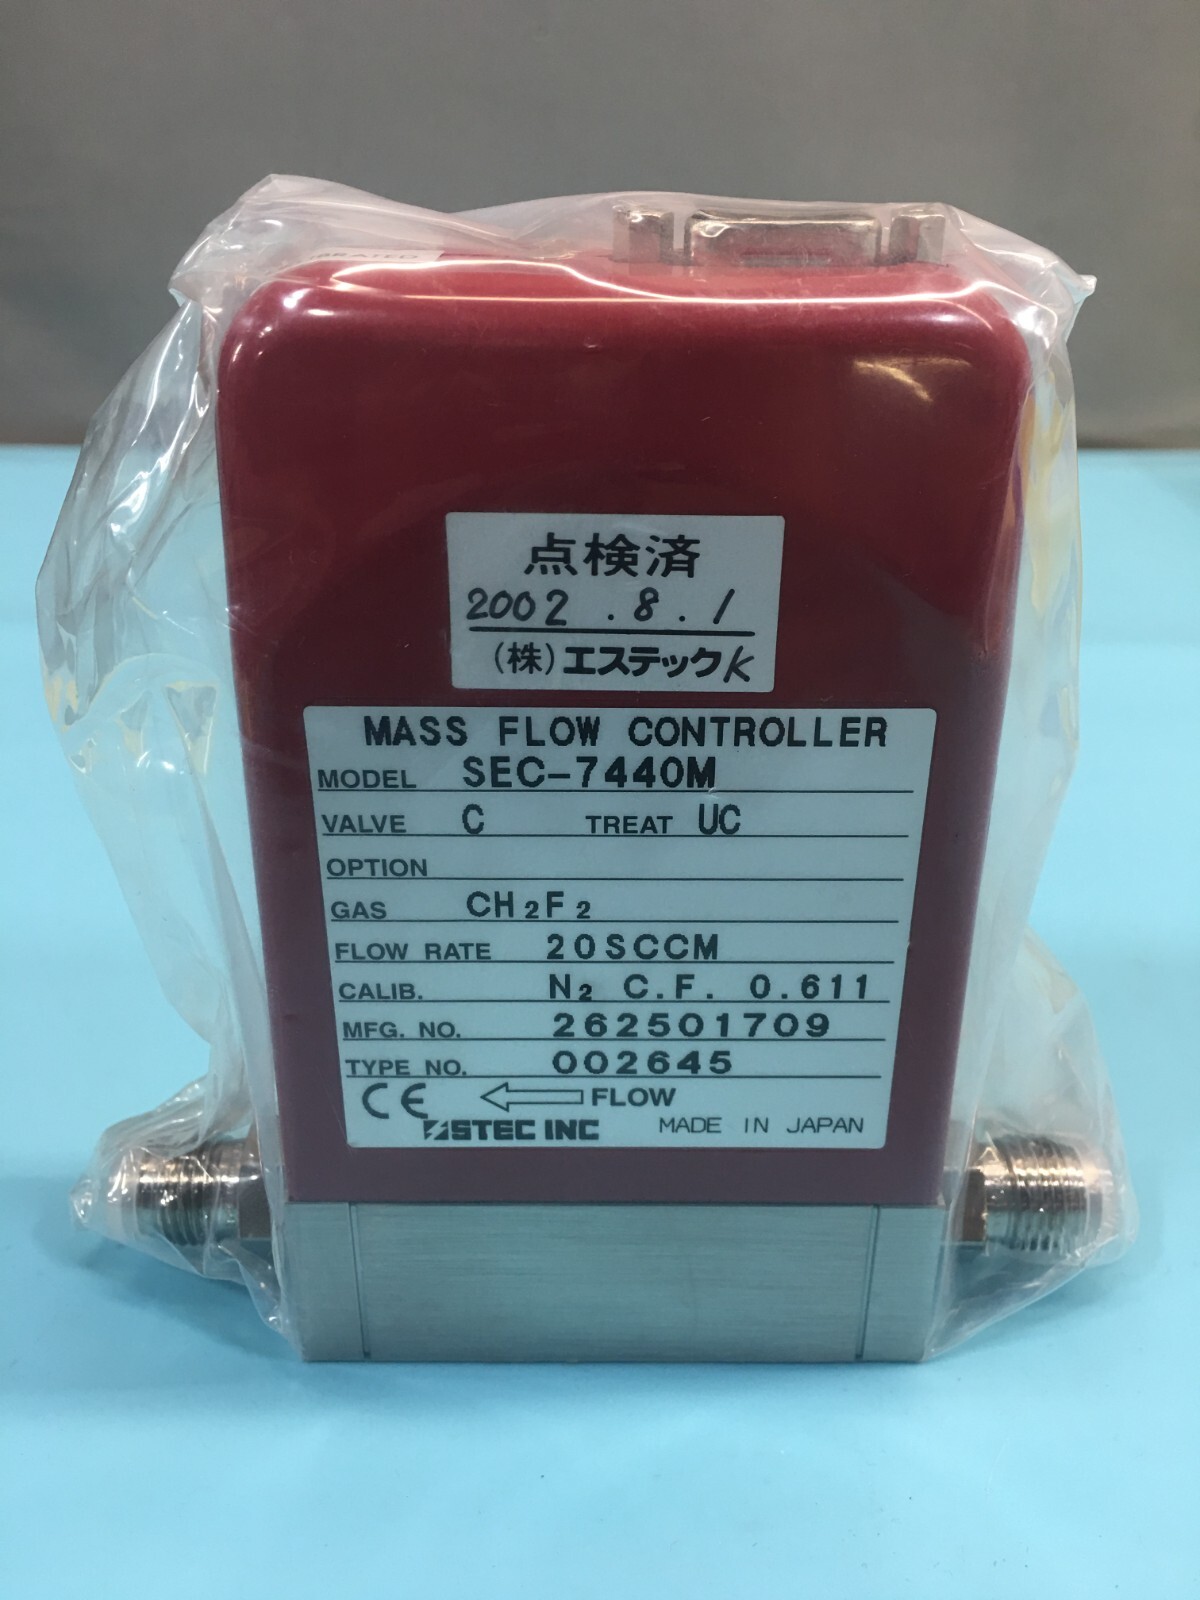 点検済
2002.8.1
(株)エステック K
MASS FLOW CONTROLLER
MODEL SEC-7440M
VALVE C TREAT UC
OPTION
GAS CH₂F₂
FLOW RATE 20SCCM
CALIB. N₂ C.F. 0.611
MFG. NO. 262501709
TYPE NO. 002645
CE FLOW
STEC INC MADE IN JAPAN